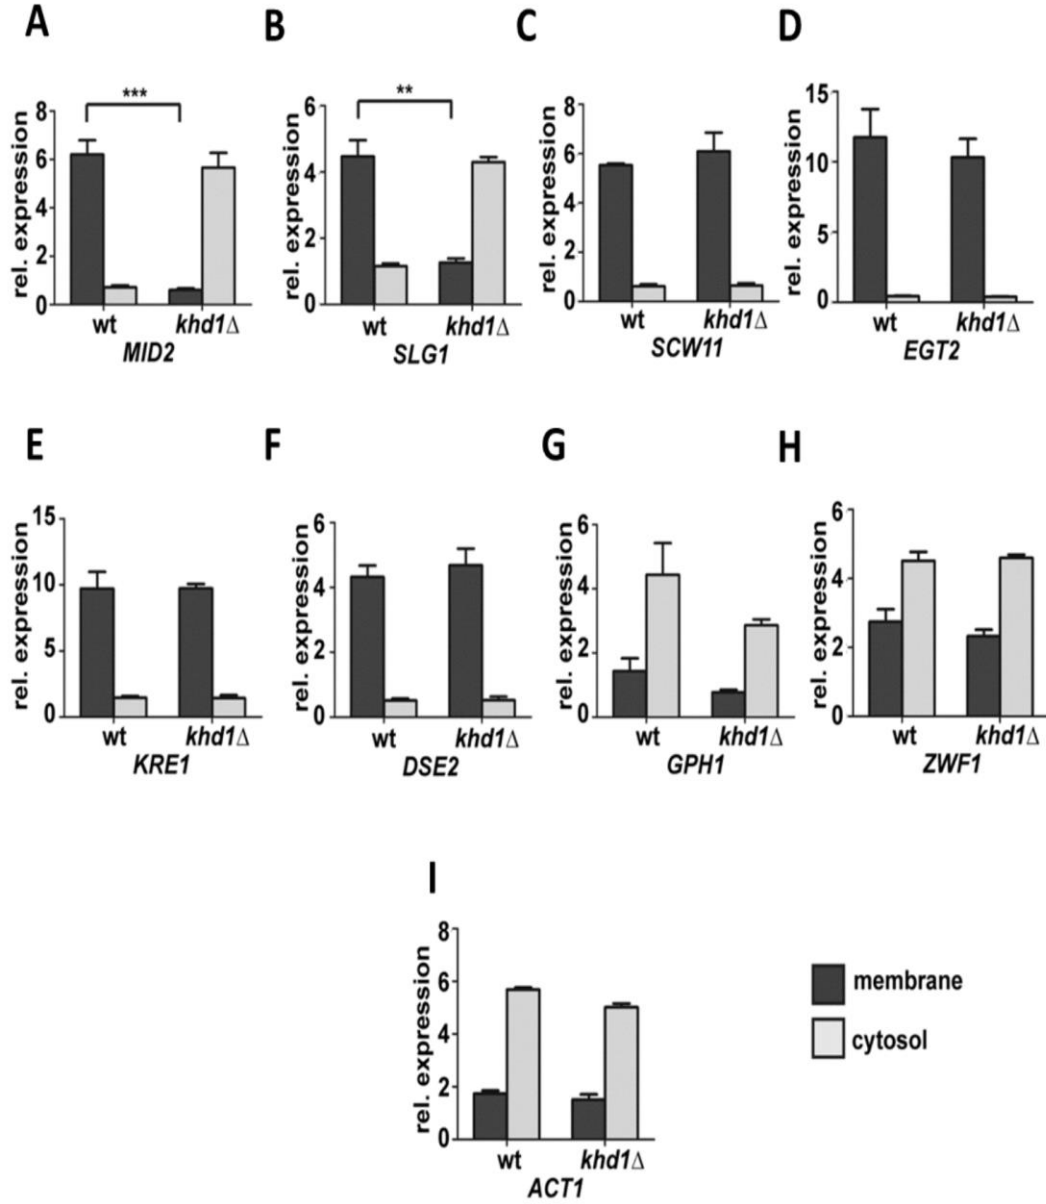 A
rel. expression
8
6
4
2
0
***
wt
khd1Δ
MID2
B
rel. expression
6
4
2
0
**
wt
khd1Δ
SLG1
C
rel. expression
8
6
4
2
0
wt
khd1Δ
SCW11
D
rel. expression
15
10
5
0
wt
khd1Δ
EGT2
E
rel. expression
15
10
5
0
wt
khd1Δ
KRE1
F
rel. expression
6
4
2
0
wt
khd1Δ
DSE2
G
rel. expression
6
4
2
0
wt
khd1Δ
GPH1
H
rel. expression
6
4
2
0
wt
khd1Δ
ZWF1
I
rel. expression
8
6
4
2
0
wt
khd1Δ
ACT1
membrane
cytosol